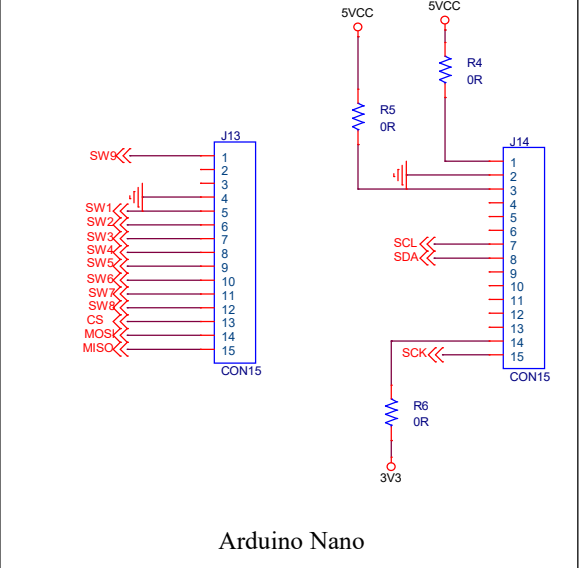 5VCC
5VCC
R4
0R
R5
0R
J13
SW9
1
2
3
4
SW1
5
SW2
6
SW3
7
SW4
8
SW5
9
SW6
10
SW7
11
SW8
12
CS
13
MOSI
14
MISO
15
CON15
J14
1
2
3
4
5
6
SCL
7
SDA
8
9
10
11
12
13
14
SCK
15
CON15
R6
0R
3V3
Arduino Nano